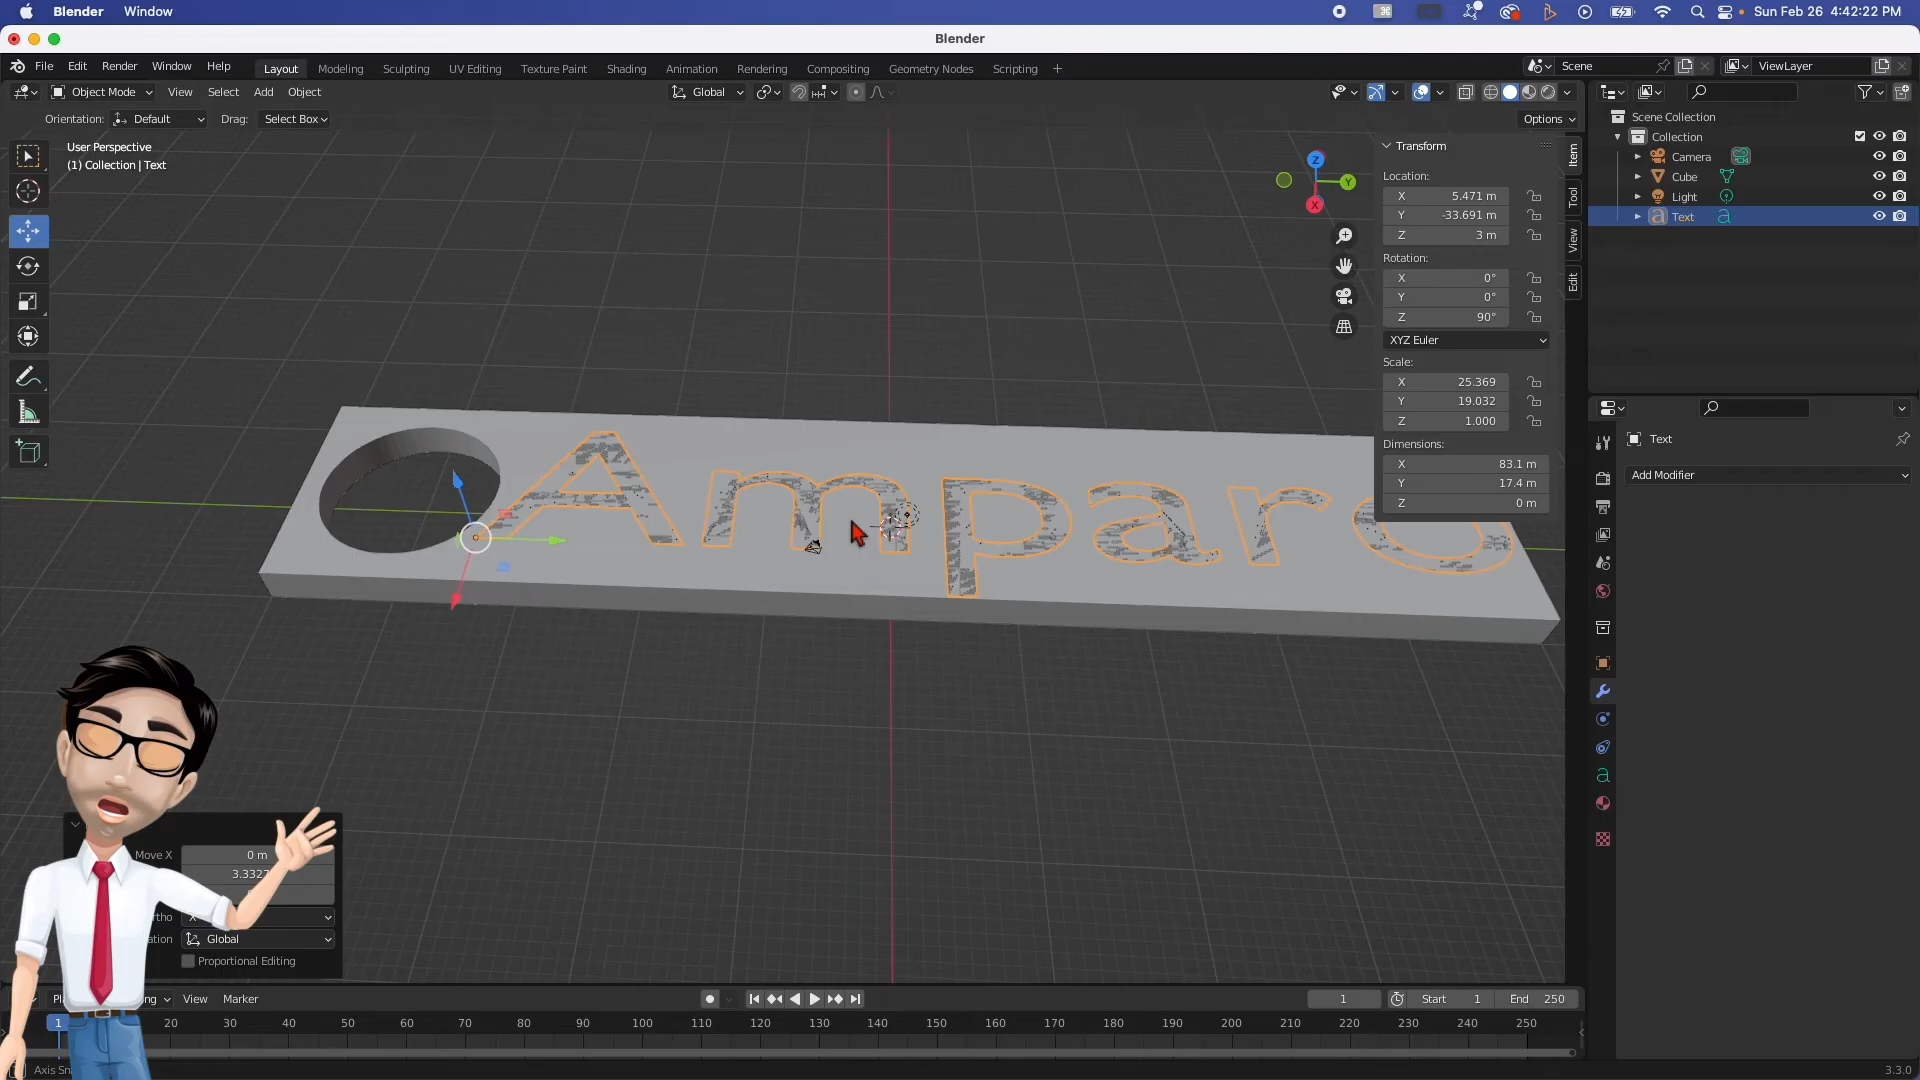 Blender Window Sun Feb 26 4:42:22 PM
Blender
File Edit Render Window Help Layout Modeling Sculpting UV Editing Texture Paint Shading Animation Rendering Compositing Geometry Nodes Scripting + Scene ViewLayer
Object Mode View Select Add Object Global
Orientation: Default Drag: Select Box Options
User Perspective
(1) Collection | Text
Transform
Location:
X 5.471 m
Y -33.691 m
Z 3 m
Rotation:
X 0°
Y 0°
Z 90°
XYZ Euler
Scale:
X 25.369
Y 19.032
Z 1.000
Dimensions:
X 83.1 m
Y 17.4 m
Z 0 m
Item
Tool
View
Edit
Z
Y
X
Scene Collection
Collection
Camera
Cube
Light
Text
Text
Add Modifier
Amparo
Move X 0 m
3.3327
X
Global
Proportional Editing
View Marker
1 Start 1 End 250
1 20 30 40 50 60 70 80 90 100 110 120 130 140 150 160 170 180 190 200 210 220 230 240 250
3.3.0